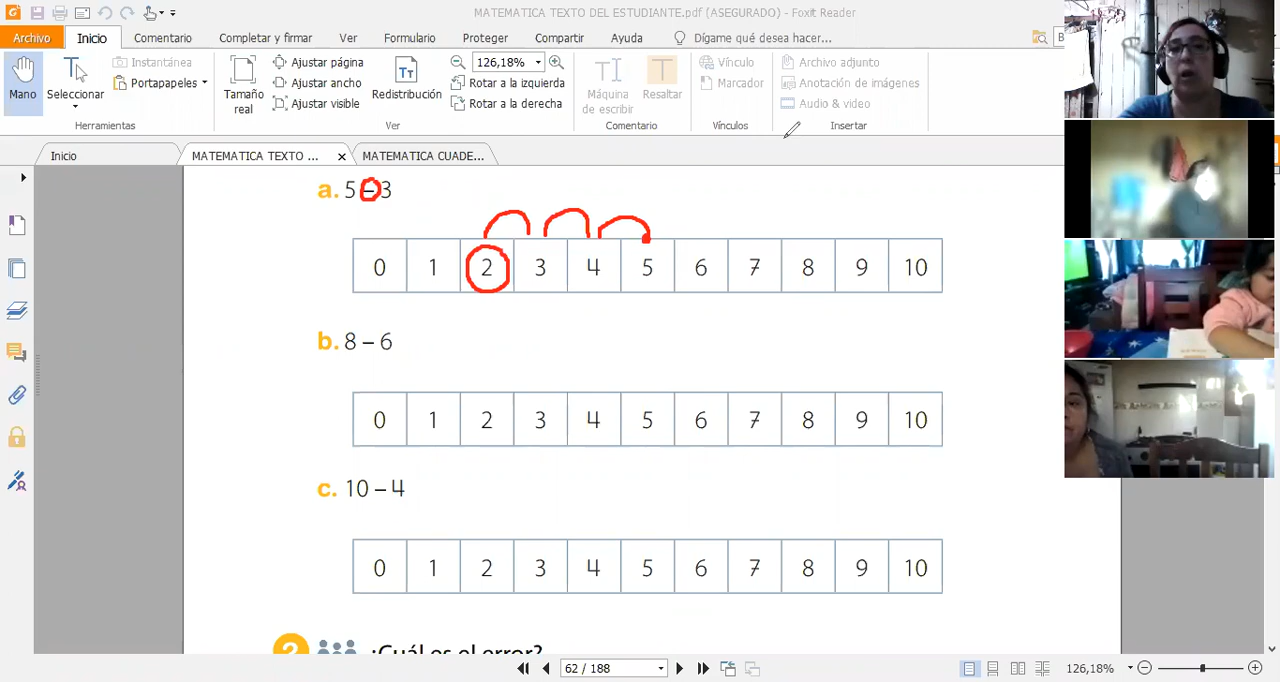 MATEMATICA TEXTO DEL ESTUDIANTE.pdf (ASEGURADO) - Foxit Reader
Archivo Inicio Comentario Completar y firmar Ver Formulario Proteger Compartir Ayuda Dígame qué desea hacer...
Mano
Seleccionar
Instantánea
Portapapeles
Herramientas
Tamaño real
Ajustar página
Ajustar ancho
Ajustar visible
126,18%
Rotar a la izquierda
Rotar a la derecha
Redistribución
Ver
Máquina de escribir
Resaltar
Comentario
Vínculo
Marcador
Vínculos
Archivo adjunto
Anotación de imágenes
Audio & video
Insertar
Inicio MATEMATICA TEXTO ... MATEMATICA CUADE...
a. 5 – 3
0 1 2 3 4 5 6 7 8 9 10
b. 8 – 6
0 1 2 3 4 5 6 7 8 9 10
c. 10 – 4
0 1 2 3 4 5 6 7 8 9 10
2 ¿Cuál es el error?
62 / 188 126,18%